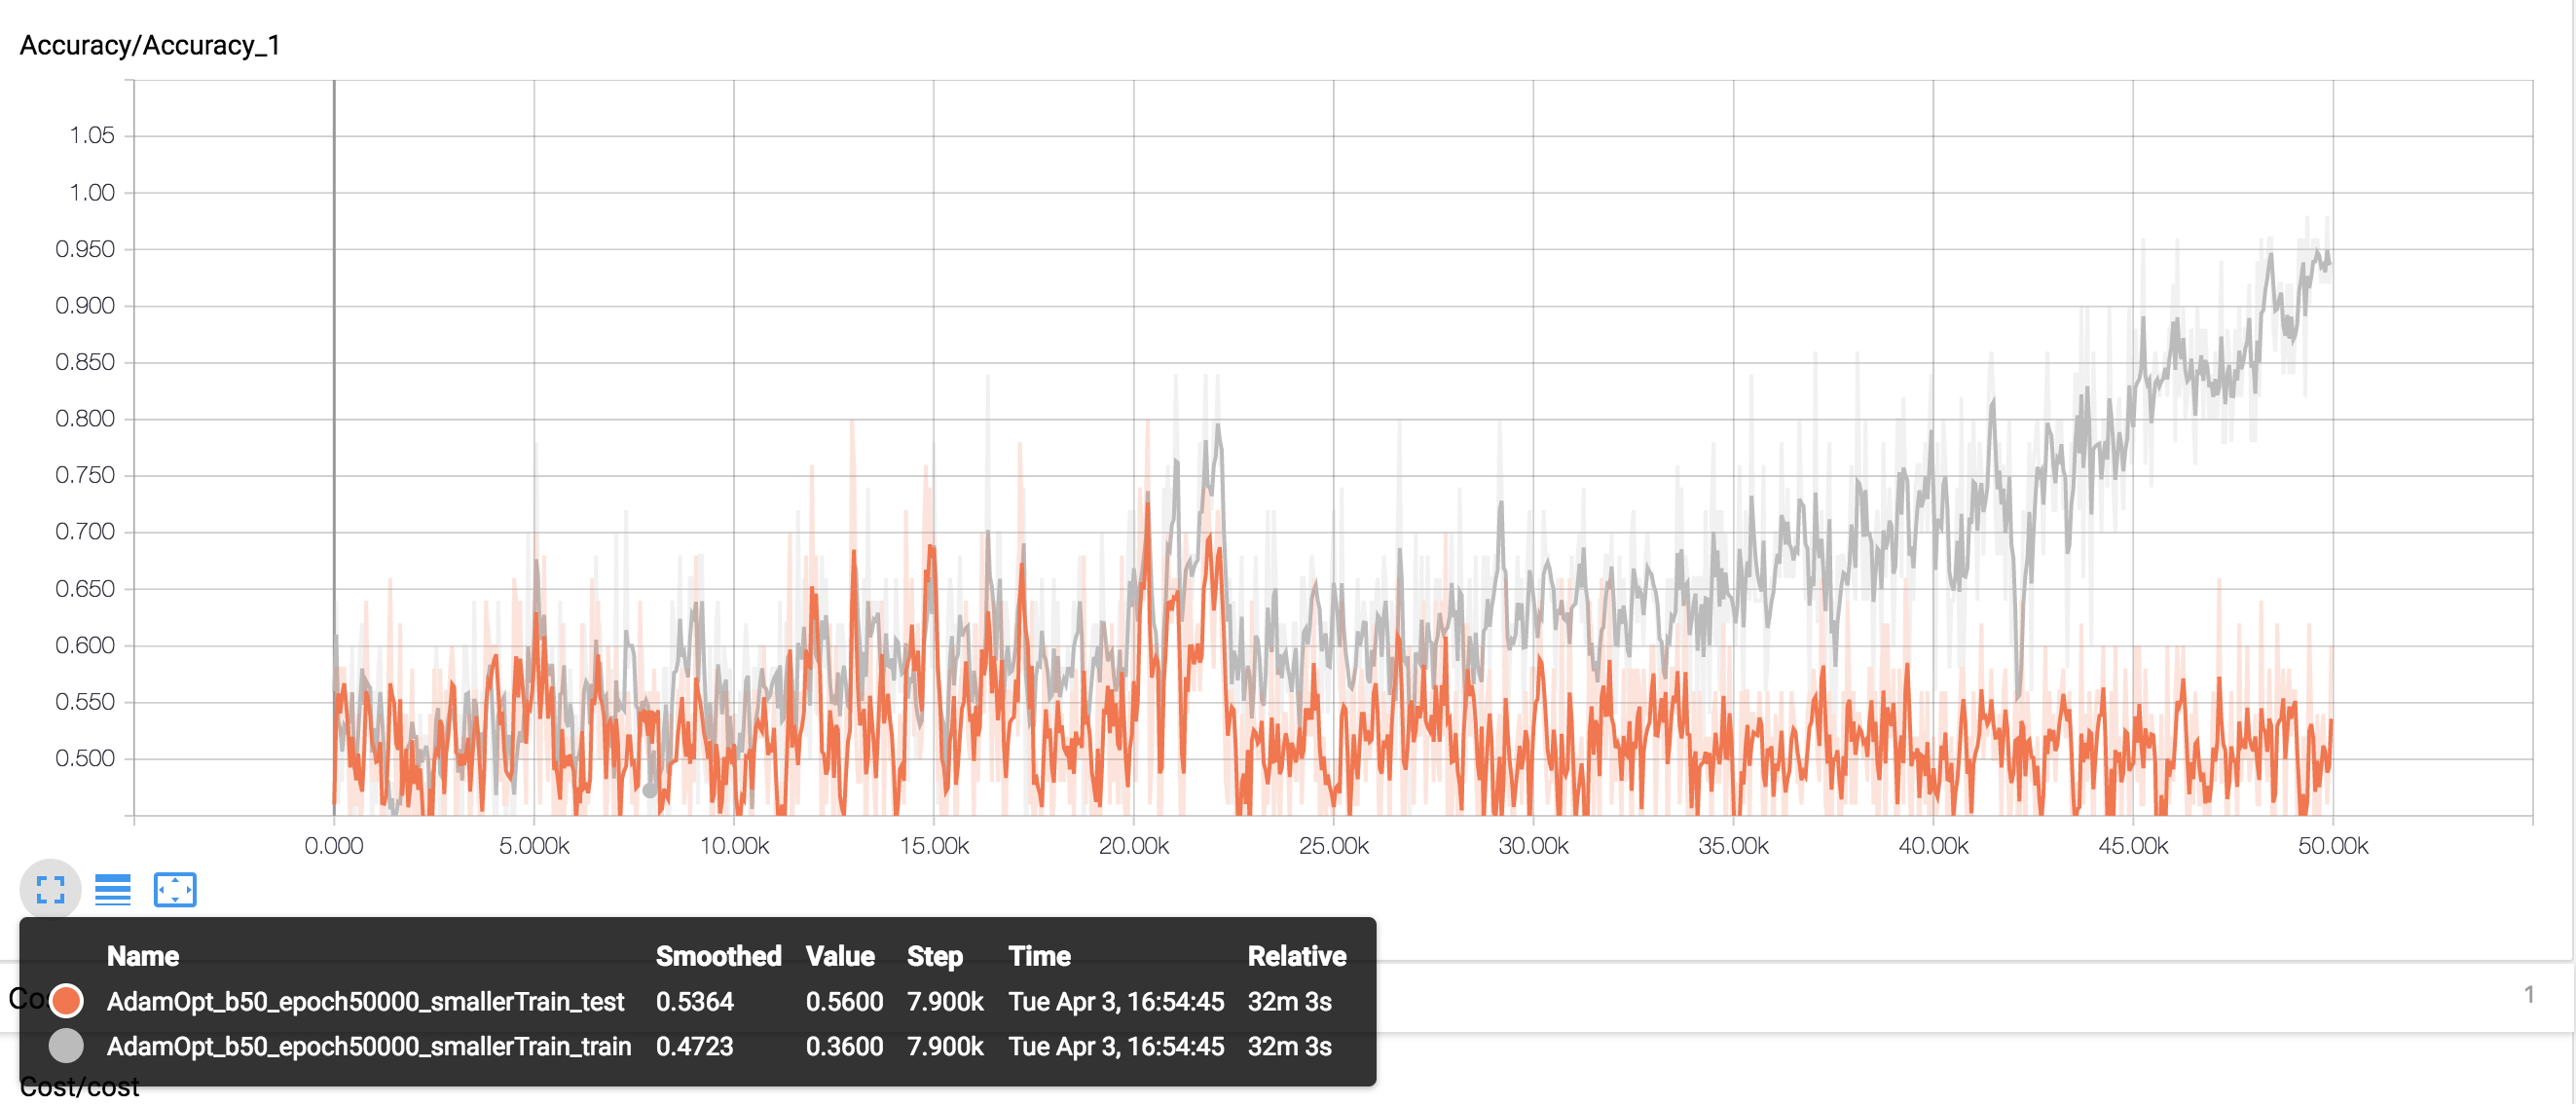 Accuracy/Accuracy_1
1.05
1.00
0.950
0.900
0.850
0.800
0.750
0.700
0.650
0.600
0.550
0.500
0.000 5.000k 10.00k 15.00k 20.00k 25.00k 30.00k 35.00k 40.00k 45.00k 50.00k
Name Smoothed Value Step Time Relative
AdamOpt_b50_epoch50000_smallerTrain_test 0.5364 0.5600 7.900k Tue Apr 3, 16:54:45 32m 3s
Co 1
AdamOpt_b50_epoch50000_smallerTrain_train 0.4723 0.3600 7.900k Tue Apr 3, 16:54:45 32m 3s
Cost/cost